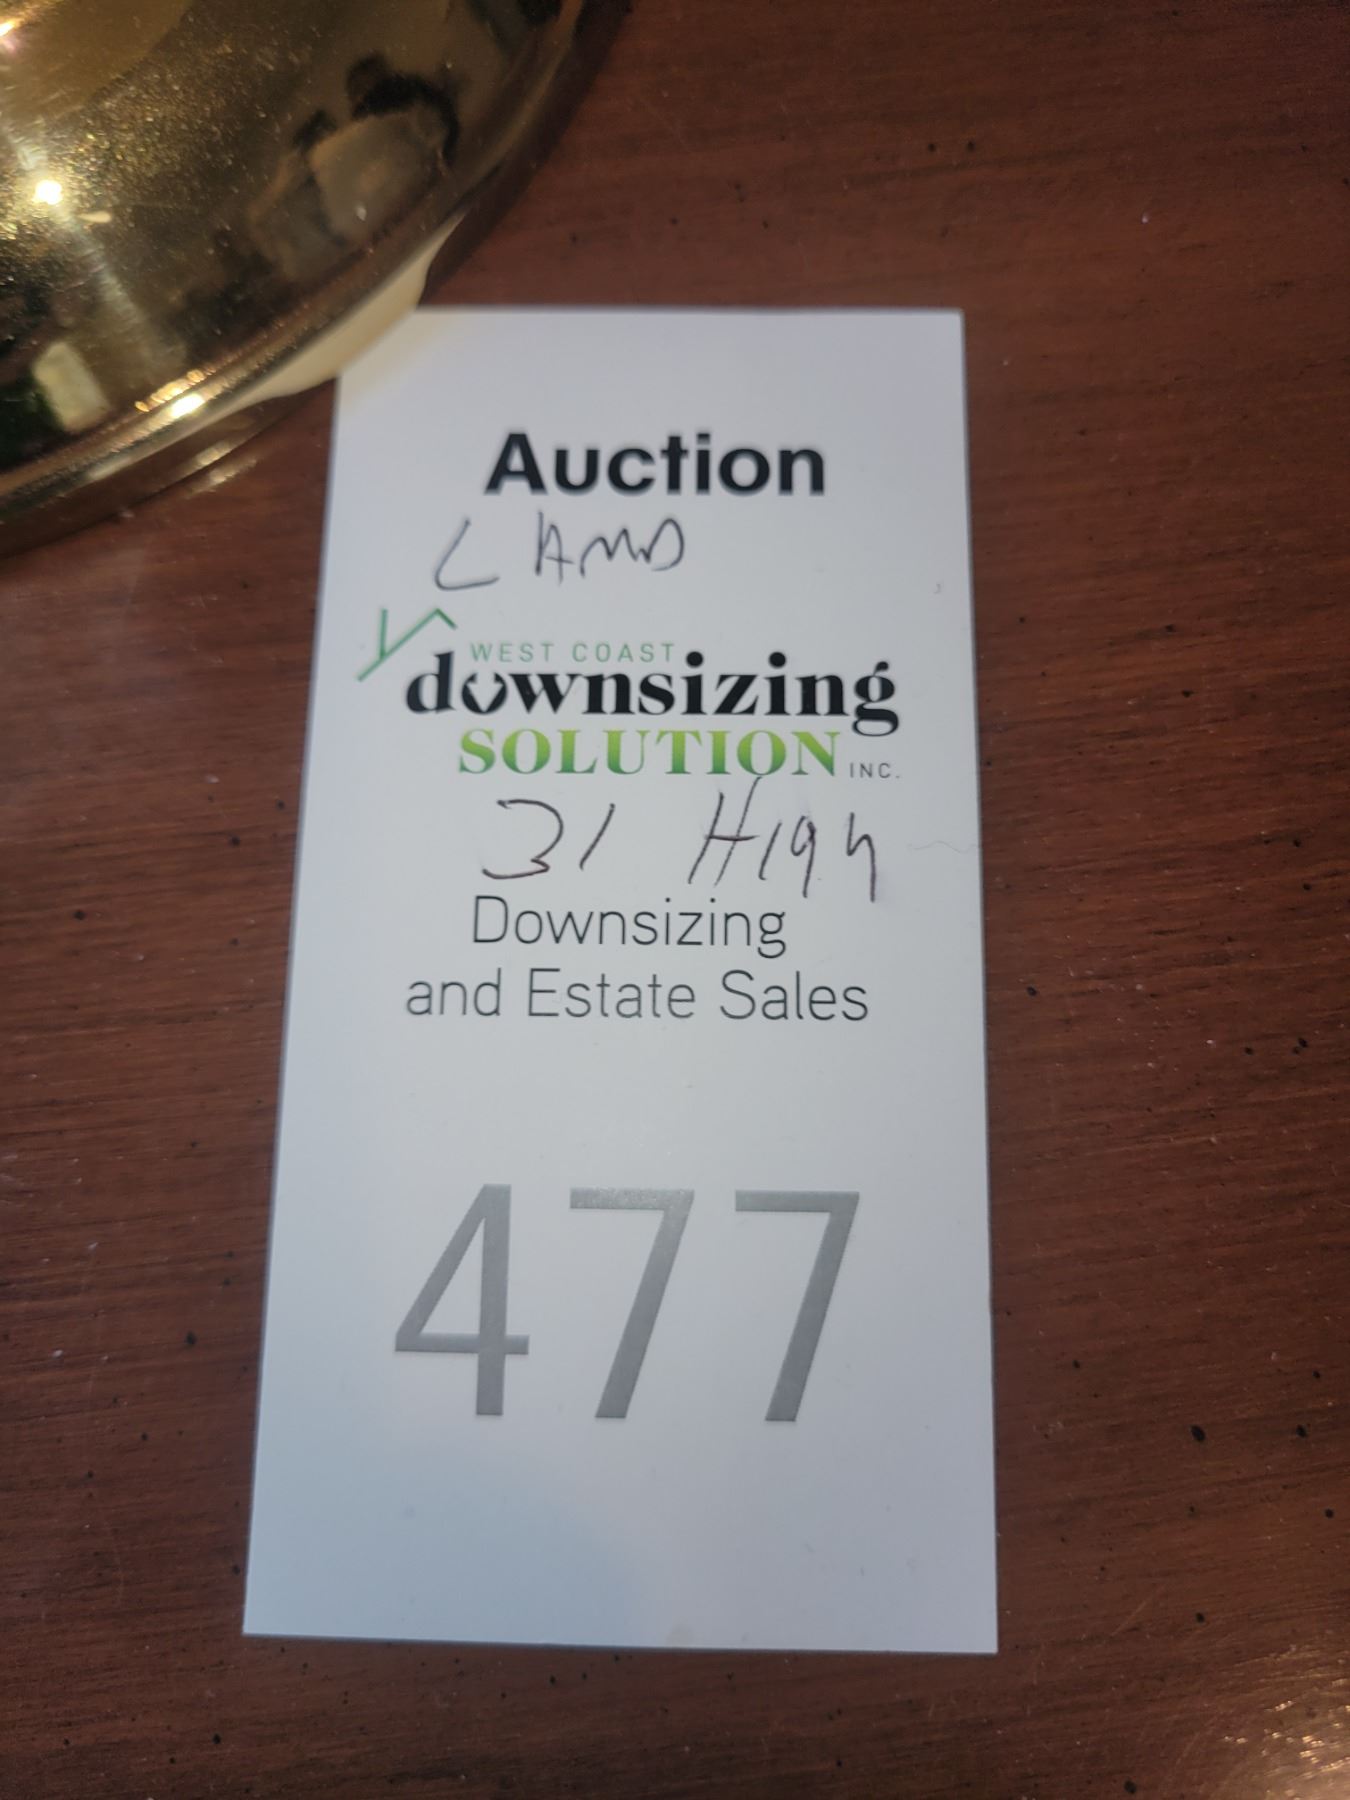 Auction
LAMP
WEST COAST
downsizing
SOLUTION INC.
31 HIgh
Downsizing
and Estate Sales
477